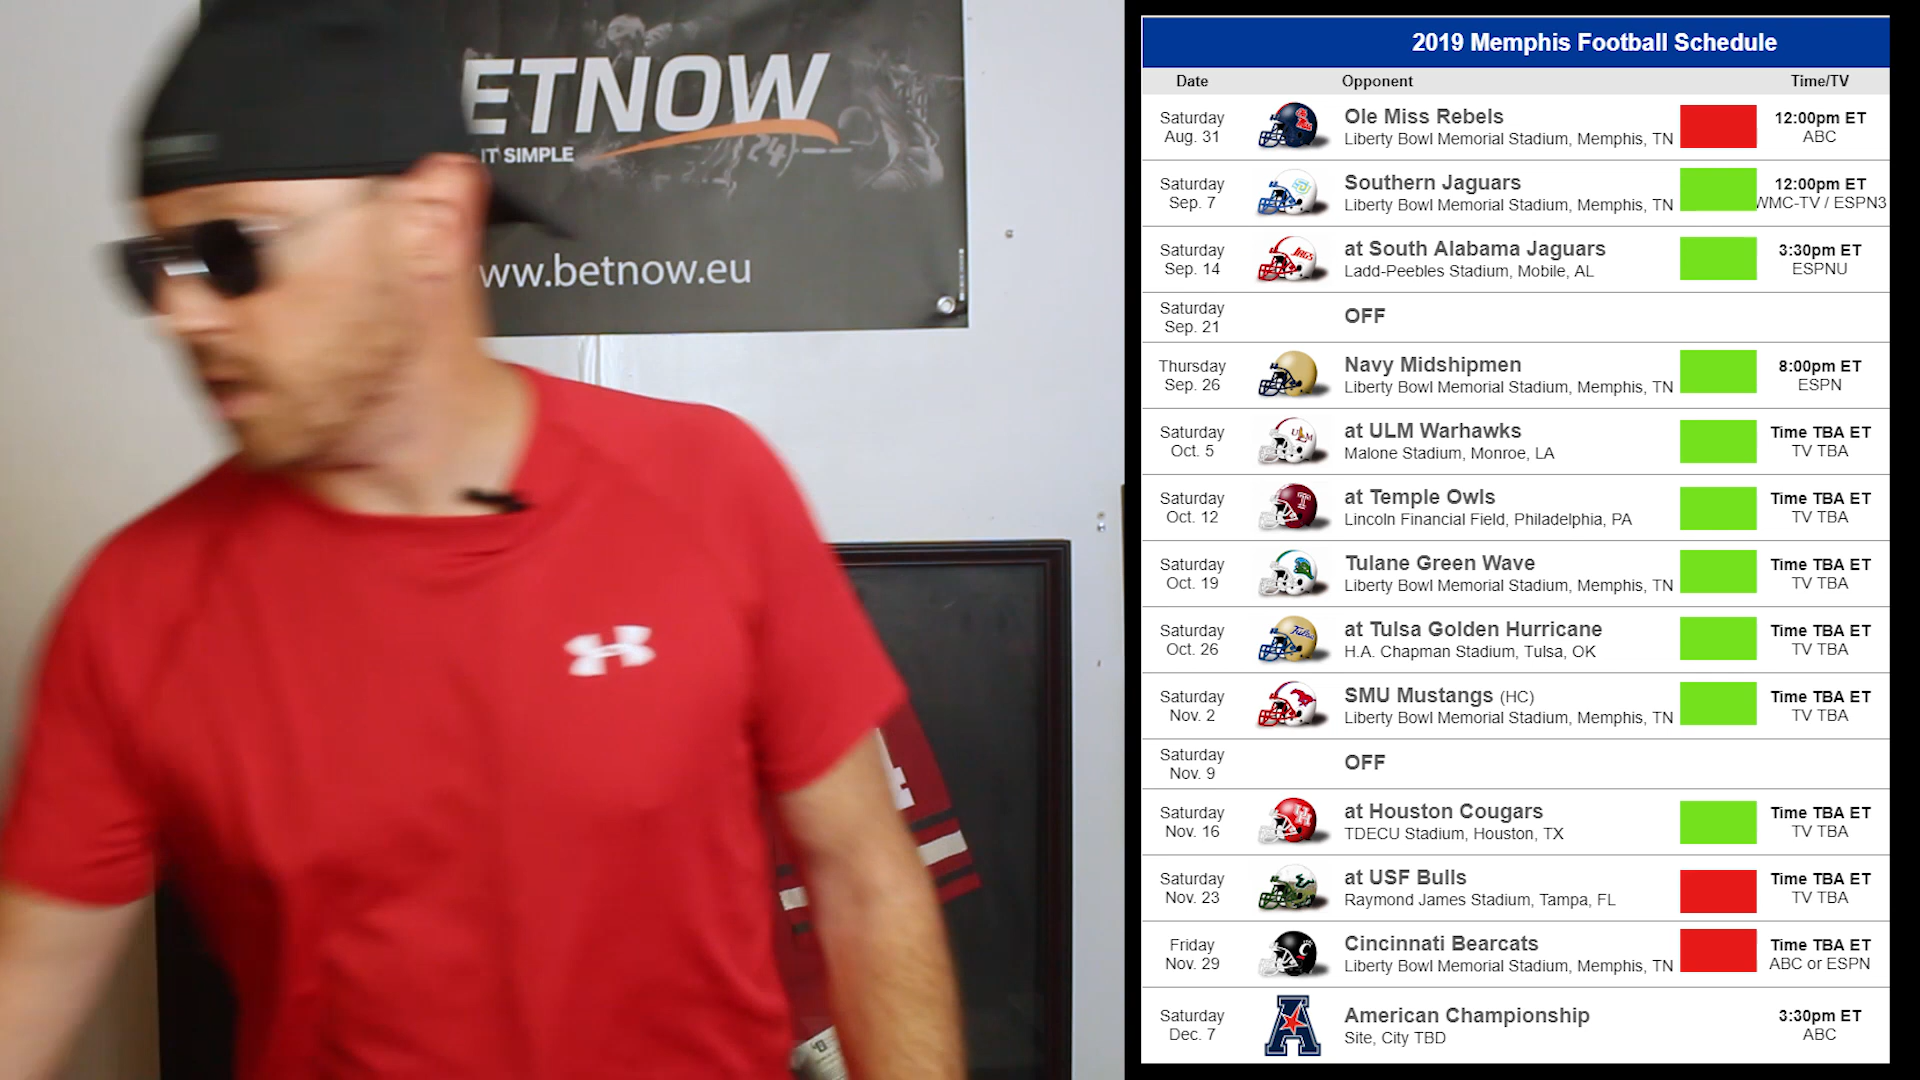 ETNOW
IT SIMPLE
24
ww.betnow.eu
4
2019 Memphis Football Schedule
Date Opponent Time/TV
Saturday Aug. 31
Ole Miss Rebels
Liberty Bowl Memorial Stadium, Memphis, TN
12:00pm ET
ABC
Saturday Sep. 7
Southern Jaguars
Liberty Bowl Memorial Stadium, Memphis, TN
12:00pm ET
WMC-TV / ESPN3
Saturday Sep. 14
at South Alabama Jaguars
Ladd-Peebles Stadium, Mobile, AL
3:30pm ET
ESPNU
Saturday Sep. 21
OFF
Thursday Sep. 26
Navy Midshipmen
Liberty Bowl Memorial Stadium, Memphis, TN
8:00pm ET
ESPN
Saturday Oct. 5
at ULM Warhawks
Malone Stadium, Monroe, LA
Time TBA ET
TV TBA
Saturday Oct. 12
at Temple Owls
Lincoln Financial Field, Philadelphia, PA
Time TBA ET
TV TBA
Saturday Oct. 19
Tulane Green Wave
Liberty Bowl Memorial Stadium, Memphis, TN
Time TBA ET
TV TBA
Saturday Oct. 26
at Tulsa Golden Hurricane
H.A. Chapman Stadium, Tulsa, OK
Time TBA ET
TV TBA
Saturday Nov. 2
SMU Mustangs (HC)
Liberty Bowl Memorial Stadium, Memphis, TN
Time TBA ET
TV TBA
Saturday Nov. 9
OFF
Saturday Nov. 16
at Houston Cougars
TDECU Stadium, Houston, TX
Time TBA ET
TV TBA
Saturday Nov. 23
at USF Bulls
Raymond James Stadium, Tampa, FL
Time TBA ET
TV TBA
Friday Nov. 29
Cincinnati Bearcats
Liberty Bowl Memorial Stadium, Memphis, TN
Time TBA ET
ABC or ESPN
Saturday Dec. 7
American Championship
Site, City TBD
3:30pm ET
ABC